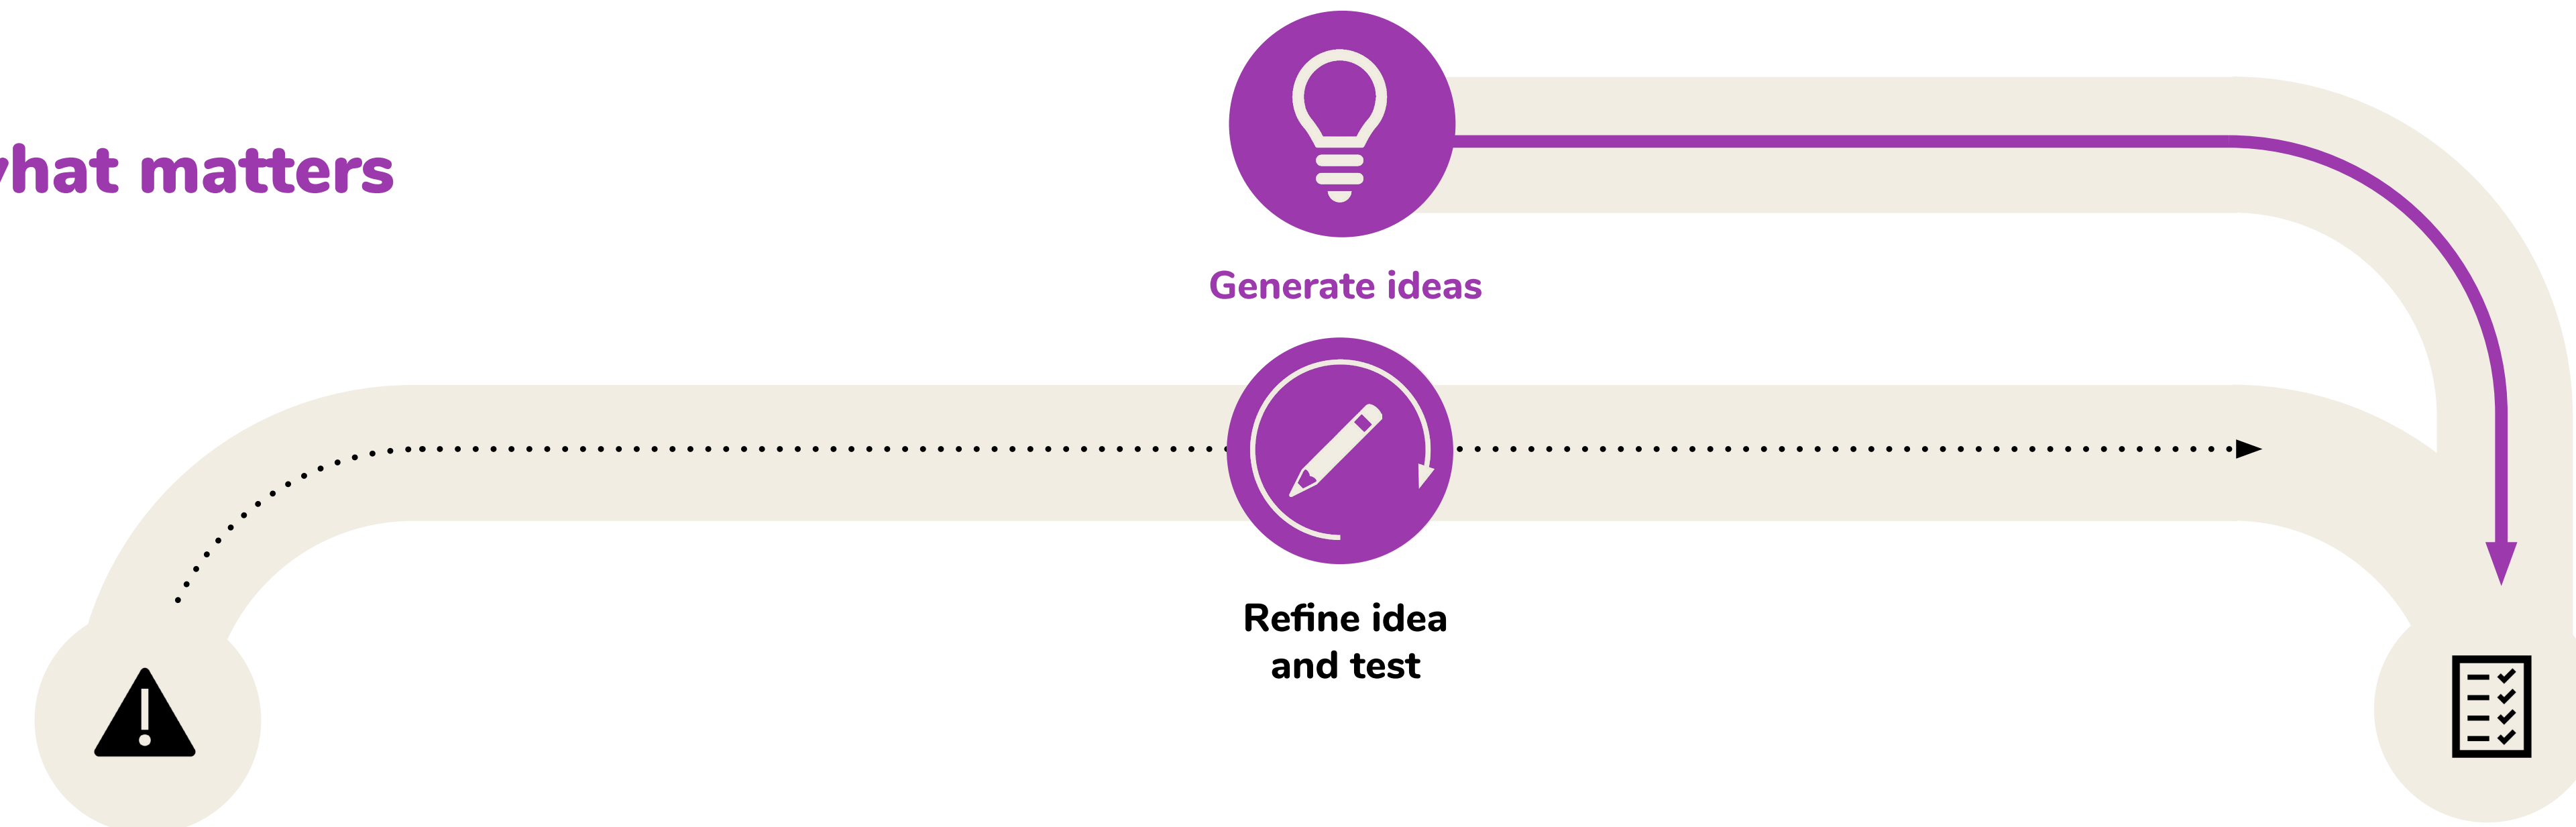 hat matters
Generate ideas
Refine idea
and test